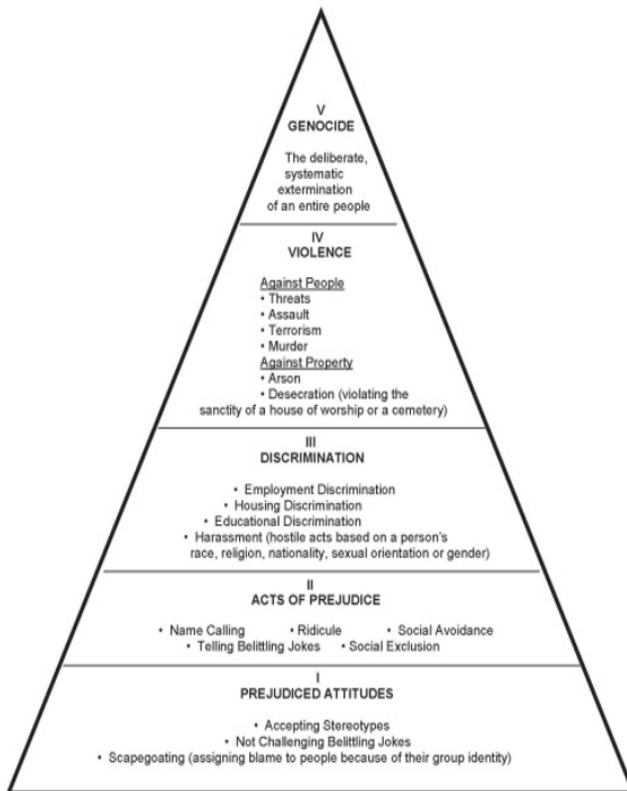 V
GENOCIDE
The deliberate,
systematic
extermination
of an entire people
IV
VIOLENCE
Against People
• Threats
• Assault
• Terrorism
• Murder
Against Property
• Arson
• Desecration (violating the
sanctity of a house of worship or a cemetery)
III
DISCRIMINATION
• Employment Discrimination
• Housing Discrimination
• Educational Discrimination
• Harassment (hostile acts based on a person's
race, religion, nationality, sexual orientation or gender)
II
ACTS OF PREJUDICE
• Name Calling • Ridicule • Social Avoidance
• Telling Belittling Jokes • Social Exclusion
I
PREJUDICED ATTITUDES
• Accepting Stereotypes
• Not Challenging Belittling Jokes
• Scapegoating (assigning blame to people because of their group identity)